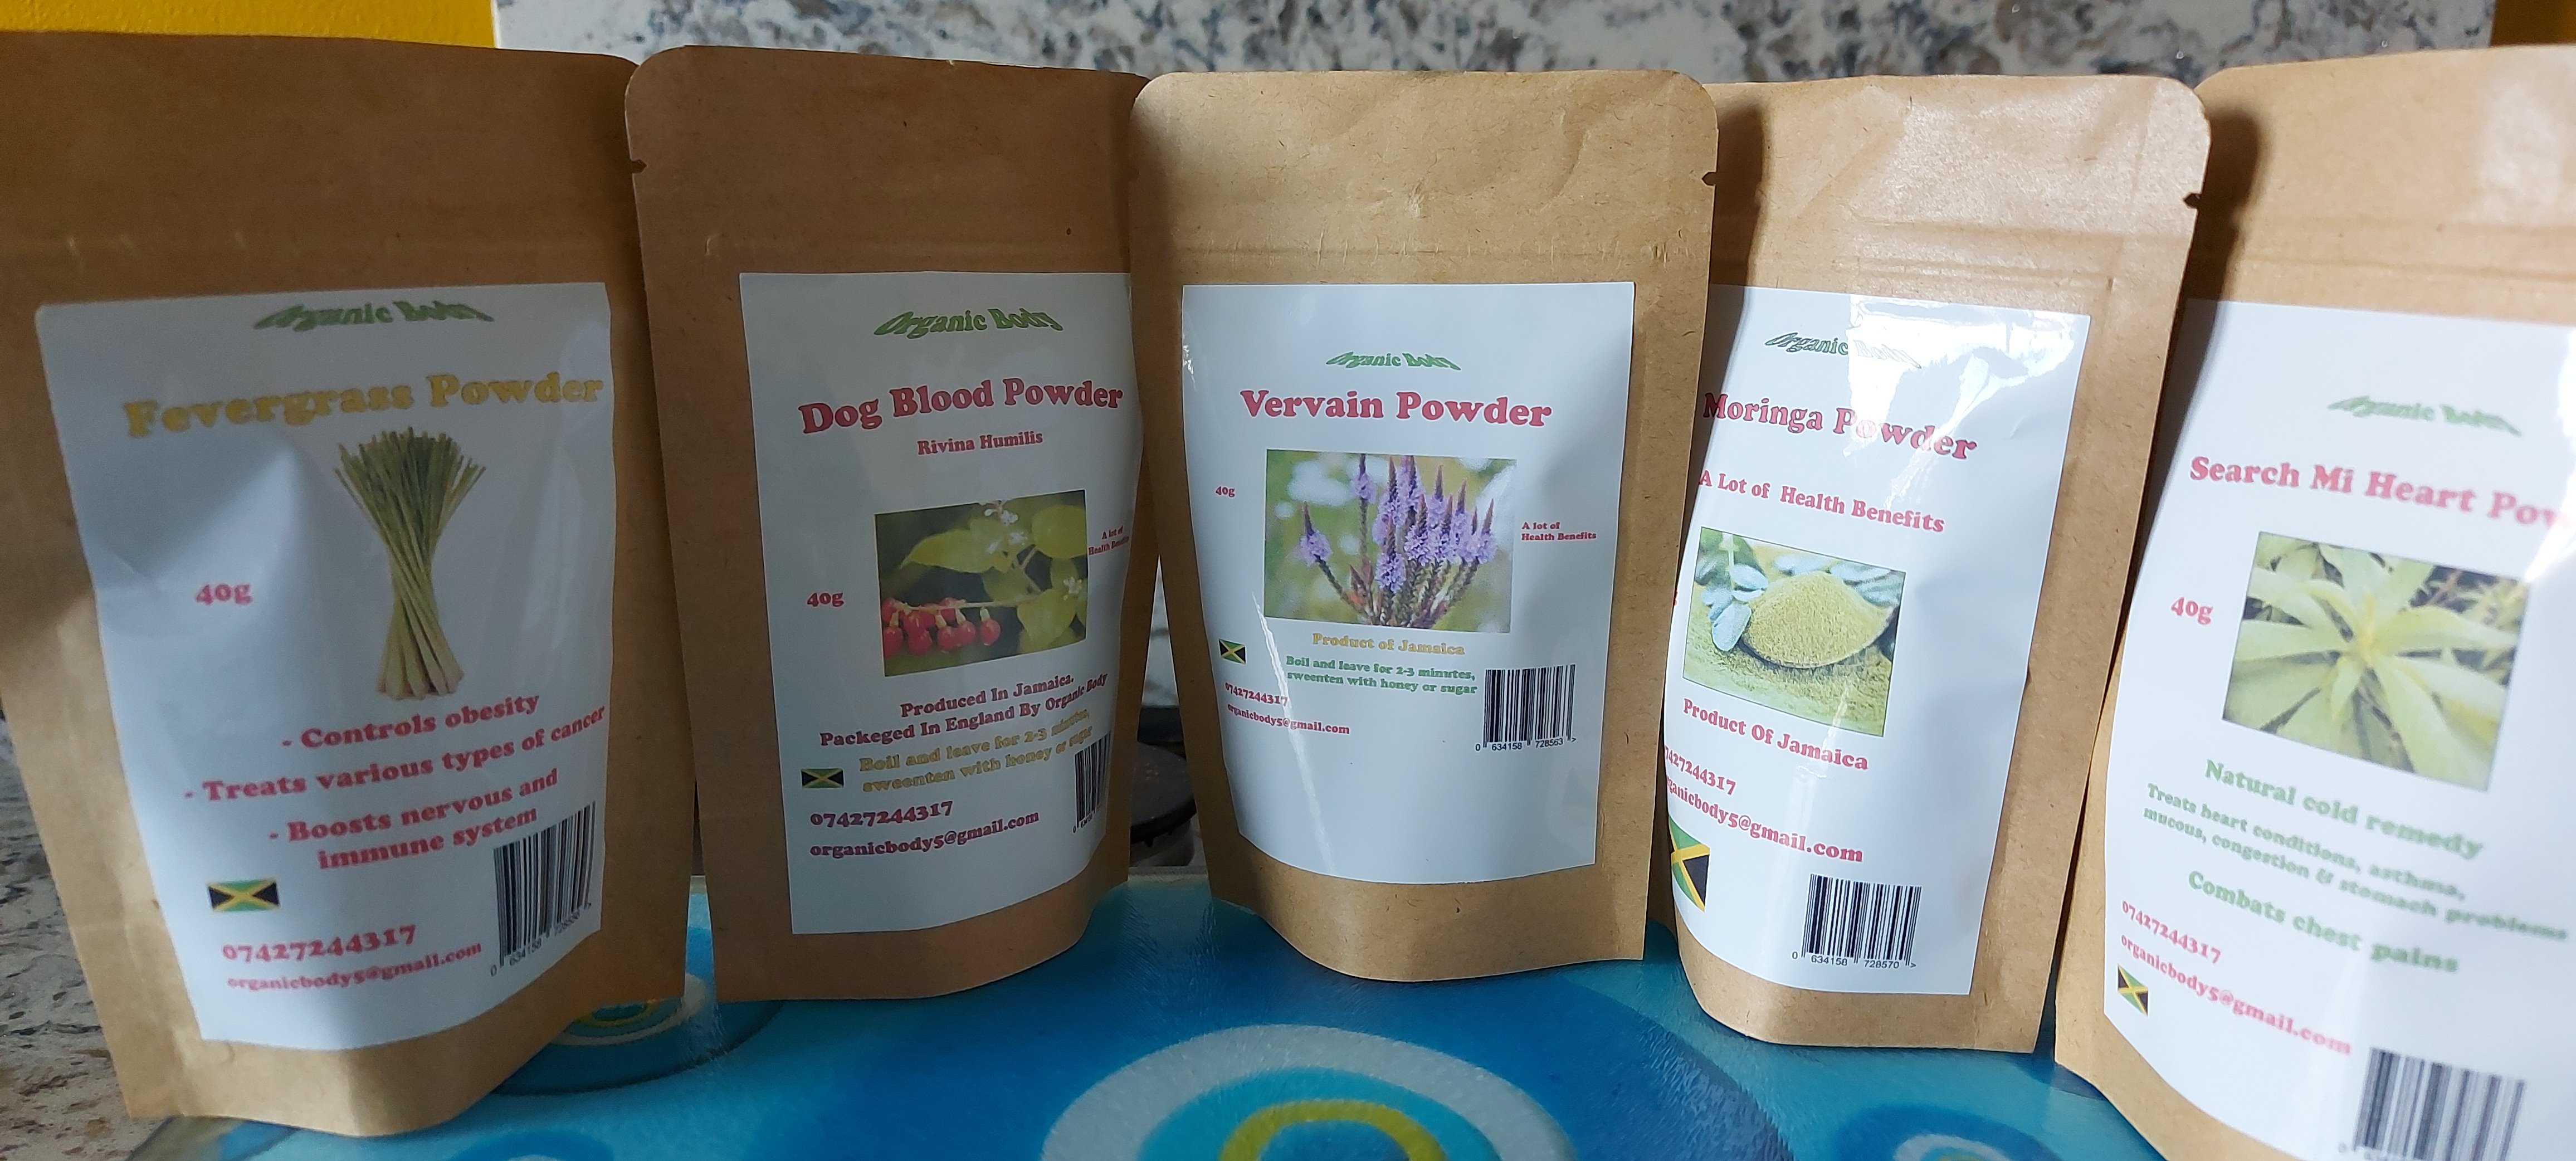 Organic Body
Fevergrass Powder
40g
- Controls obesity
- Treats various types of cancer
- Boosts nervous and
immune system
07427244317
organicbody5@gmail.com
Organic Body
Dog Blood Powder
Rivina Humilis
A lot of
Health Benefits
40g
Produced In Jamaica.
Packeged In England By Organic Body
Boil and leave for 2-3 minutes,
sweenten with honey or sugar
07427244317
organicbody5@gmail.com
Organic Body
Vervain Powder
40g
A lot of
Health Benefits
Product of Jamaica
Boil and leave for 2-3 minutes,
sweenten with honey or sugar
07427244317
organicbody5@gmail.com
0 634158 728563 >
Organic Body
Moringa Powder
A Lot of Health Benefits
Product Of Jamaica
7427244317
organicbody5@gmail.com
0 634158 728570 >
Organic Body
Search Mi Heart Pow
40g
Natural cold remedy
Treats heart conditions, asthma,
mucous, congestion & stomach problems
Combats chest pains
07427244317
organicbody5@gmail.com